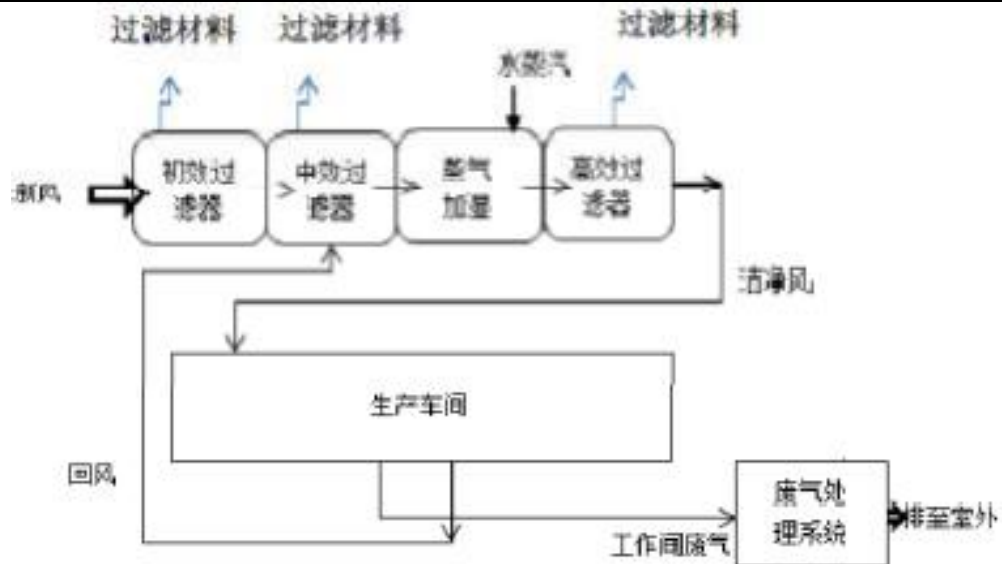 过滤材料
过滤材料
过滤材料
水蒸汽
新风
初效过
滤器
中效过
滤器
蒸气
加湿
高效过
滤器
洁净风
生产车间
回风
废气处
理系统
工作间废气
排至室外